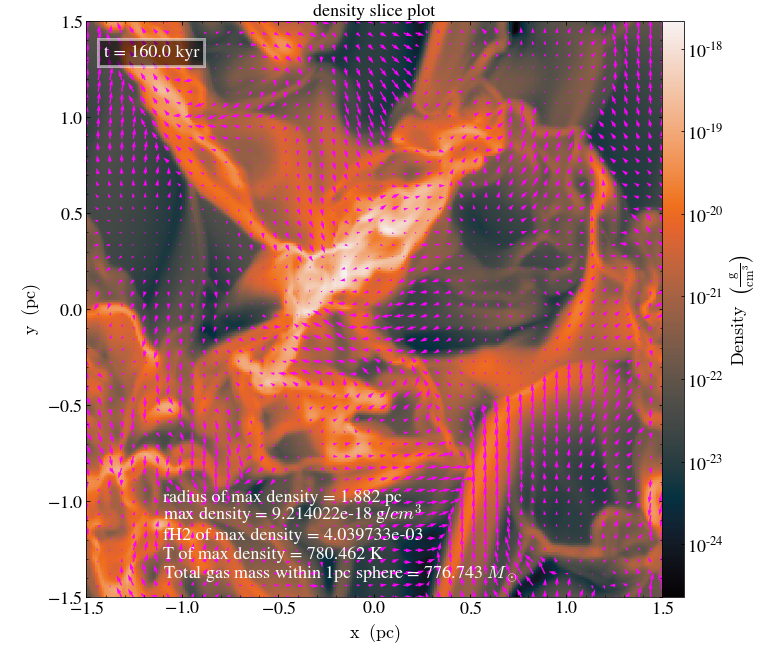 density slice plot
t = 160.0 kyr
1.5
1.0
0.5
0.0
−0.5
−1.0
−1.5
y (pc)
−1.5 −1.0 −0.5 0.0 0.5 1.0 1.5
x (pc)
radius of max density = 1.882 pc
max density = 9.214022e-18 g/cm³
fH2 of max density = 4.039733e-03
T of max density = 780.462 K
Total gas mass within 1pc sphere = 776.743 M⊙
10⁻¹⁸
10⁻¹⁹
10⁻²⁰
10⁻²¹
10⁻²²
10⁻²³
10⁻²⁴
Density (g/cm³)